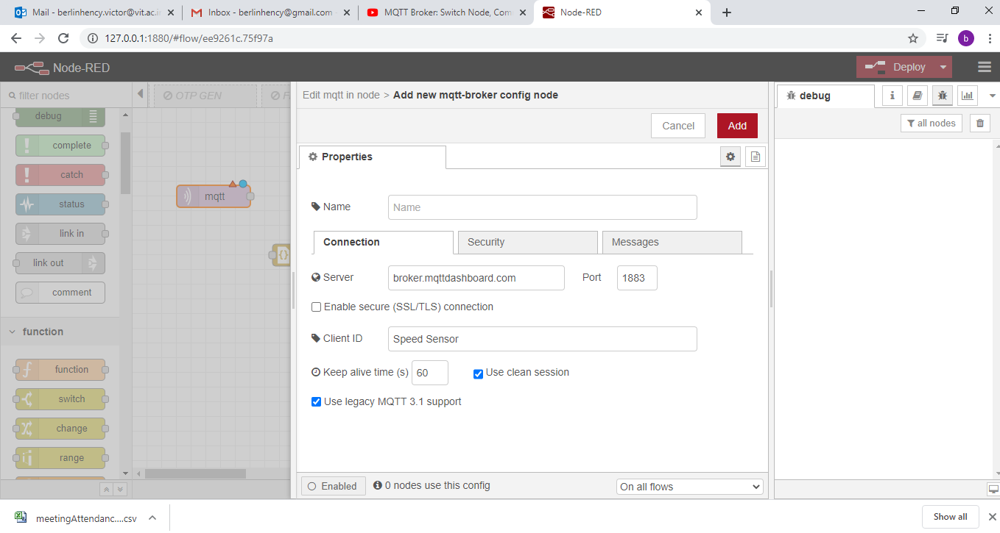 Mail - berlinhency.victor@vit.ac.i
Inbox - berlinhency@gmail.com
MQTT Broker: Switch Node, Com
Node-RED
127.0.0.1:1880/#flow/ee9261c.75f97a
b
Node-RED
Deploy
filter nodes
OTP GEN
Edit mqtt in node > Add new mqtt-broker config node
debug
Cancel
Add
all nodes
debug
complete
catch
status
link in
link out
comment
function
function
switch
change
range
mqtt
Properties
Name
Name
Connection
Security
Messages
Server
broker.mqttdashboard.com
Port
1883
Enable secure (SSL/TLS) connection
Client ID
Speed Sensor
Keep alive time (s)
60
Use clean session
Use legacy MQTT 3.1 support
Enabled
0 nodes use this config
On all flows
meetingAttendanc....csv
Show all